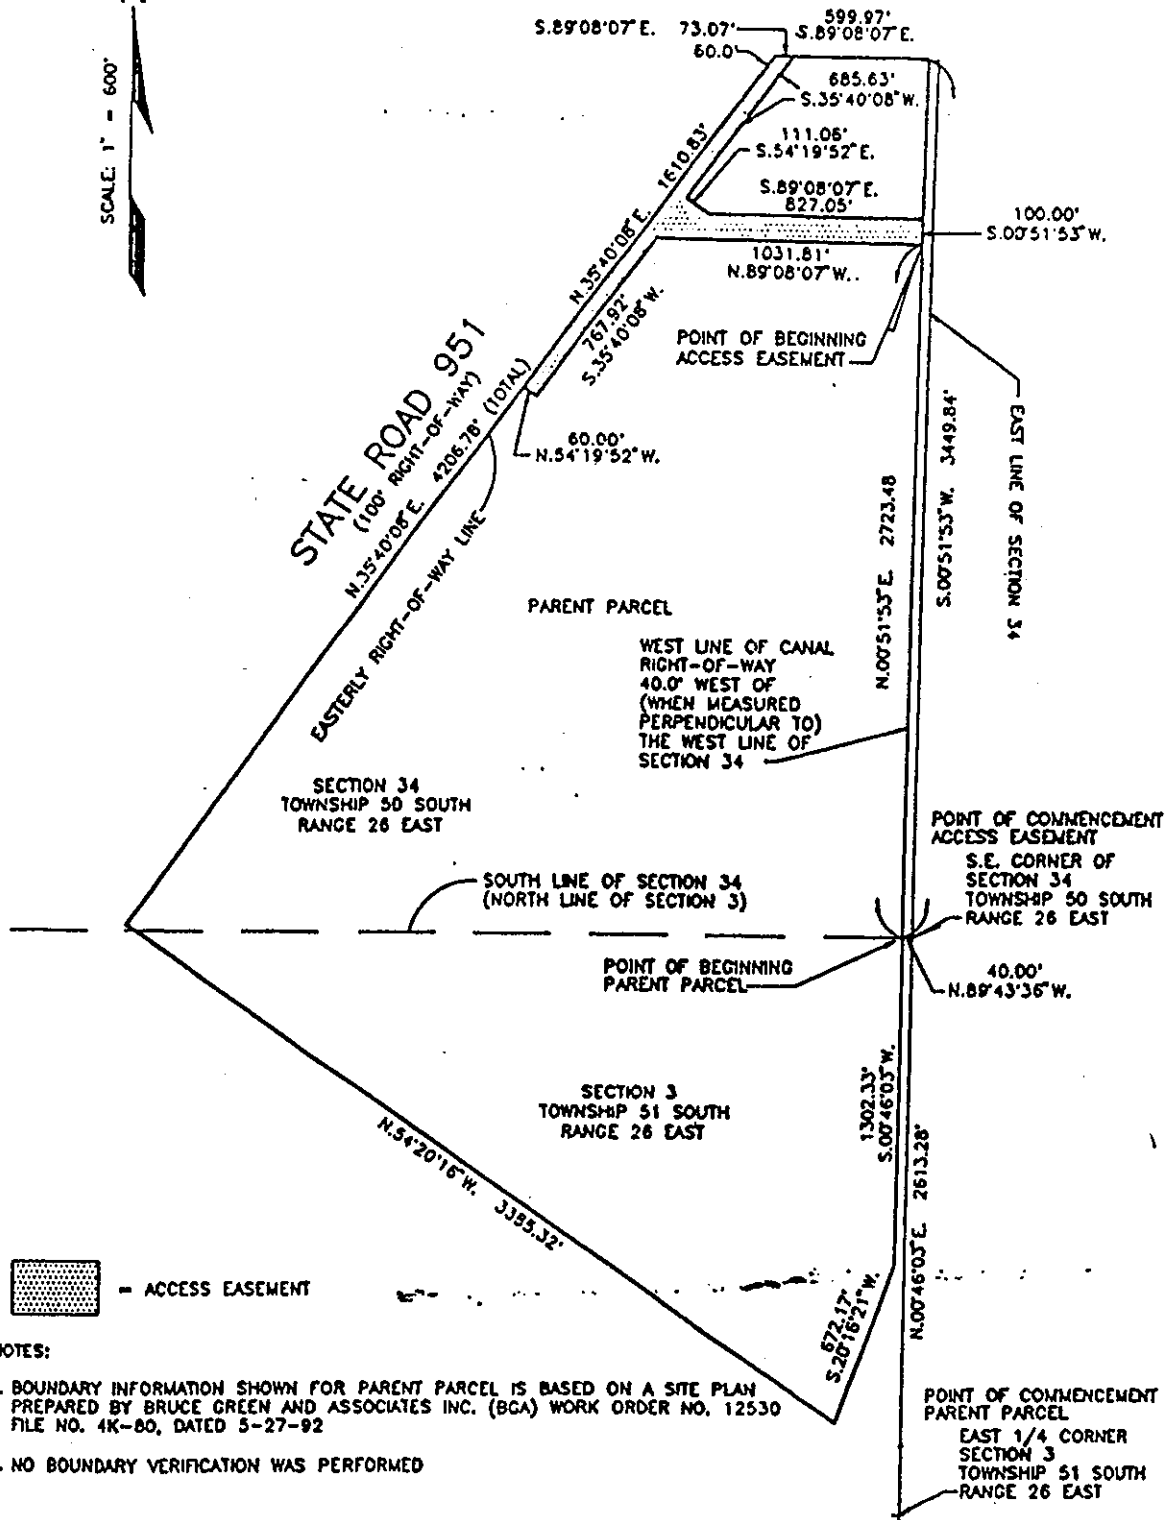 SCALE: 1" = 600'
S.89°08'07"E. 73.07'
60.0'
599.97'
S.89°08'07"E.
685.63'
S.35°40'08"W.
111.06'
S.54°19'52"E.
S.89°08'07"E.
827.05'
100.00'
S.00°51'53"W.
1031.81'
N.89°08'07"W.
N.35°40'08"E. 1610.83'
767.92'
S.35°40'08"W.
POINT OF BEGINNING
ACCESS EASEMENT
STATE ROAD 951
(100' RIGHT-OF-WAY)
N.35°40'08"E. 4206.78' (TOTAL)
EASTERLY RIGHT-OF-WAY LINE
60.00'
N.54°19'52"W.
EAST LINE OF SECTION 34
S.00°51'53"W. 3449.84'
N.00°51'53"E. 2723.48
PARENT PARCEL
WEST LINE OF CANAL
RIGHT-OF-WAY
40.0' WEST OF
(WHEN MEASURED
PERPENDICULAR TO)
THE WEST LINE OF
SECTION 34
SECTION 34
TOWNSHIP 50 SOUTH
RANGE 26 EAST
POINT OF COMMENCEMENT
ACCESS EASEMENT
S.E. CORNER OF
SECTION 34
TOWNSHIP 50 SOUTH
RANGE 26 EAST
SOUTH LINE OF SECTION 34
(NORTH LINE OF SECTION 3)
POINT OF BEGINNING
PARENT PARCEL
40.00'
N.89°43'36"W.
SECTION 3
TOWNSHIP 51 SOUTH
RANGE 26 EAST
1302.33'
S.00°46'03"W.
N.00°46'03"E. 2613.28'
N.54°20'16"W. 3385.32'
672.17'
S.20°16'21"W.
= ACCESS EASEMENT
NOTES:
. BOUNDARY INFORMATION SHOWN FOR PARENT PARCEL IS BASED ON A SITE PLAN
PREPARED BY BRUCE GREEN AND ASSOCIATES INC. (BGA) WORK ORDER NO. 12530
FILE NO. 4K-80, DATED 5-27-92
. NO BOUNDARY VERIFICATION WAS PERFORMED
POINT OF COMMENCEMENT
PARENT PARCEL
EAST 1/4 CORNER
SECTION 3
TOWNSHIP 51 SOUTH
RANGE 26 EAST